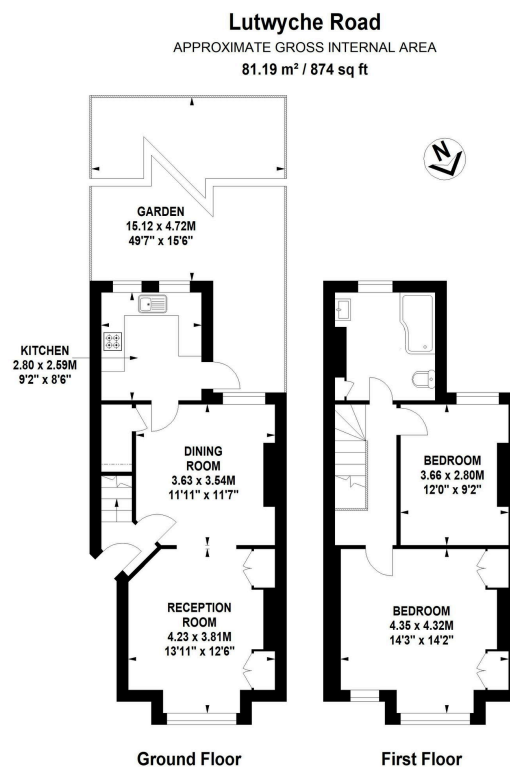 Lutwyche Road
APPROXIMATE GROSS INTERNAL AREA
81.19 m² / 874 sq ft
N
GARDEN
15.12 x 4.72M
49'7" x 15'6"
KITCHEN
2.80 x 2.59M
9'2" x 8'6"
DINING
ROOM
3.63 x 3.54M
11'11" x 11'7"
RECEPTION
ROOM
4.23 x 3.81M
13'11" x 12'6"
Ground Floor
BEDROOM
3.66 x 2.80M
12'0" x 9'2"
BEDROOM
4.35 x 4.32M
14'3" x 14'2"
First Floor